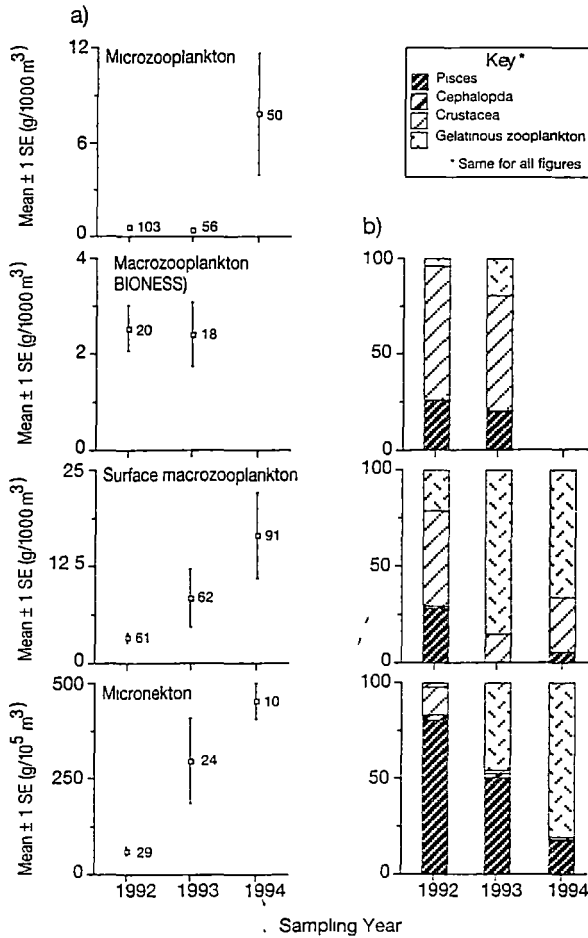 a)
Microzooplankton
Mean ± 1 SE (g/1000 m³)
12
6
0
103
56
50
Key *
Pisces
Cephalopda
Crustacea
Gelatinous zooplankton
* Same for all figures
b)
Macrozooplankton
BIONESS)
Mean ± 1 SE (g/1000 m³)
4
2
0
20
18
100
50
0
Surface macrozooplankton
Mean ± 1 SE (g/1000 m³)
25
12 5
0
61
62
91
100
50
0
Micronekton
Mean ± 1 SE (g/10⁵ m³)
500
250
0
29
24
10
100
50
0
1992 1993 1994
1992 1993 1994
Sampling Year